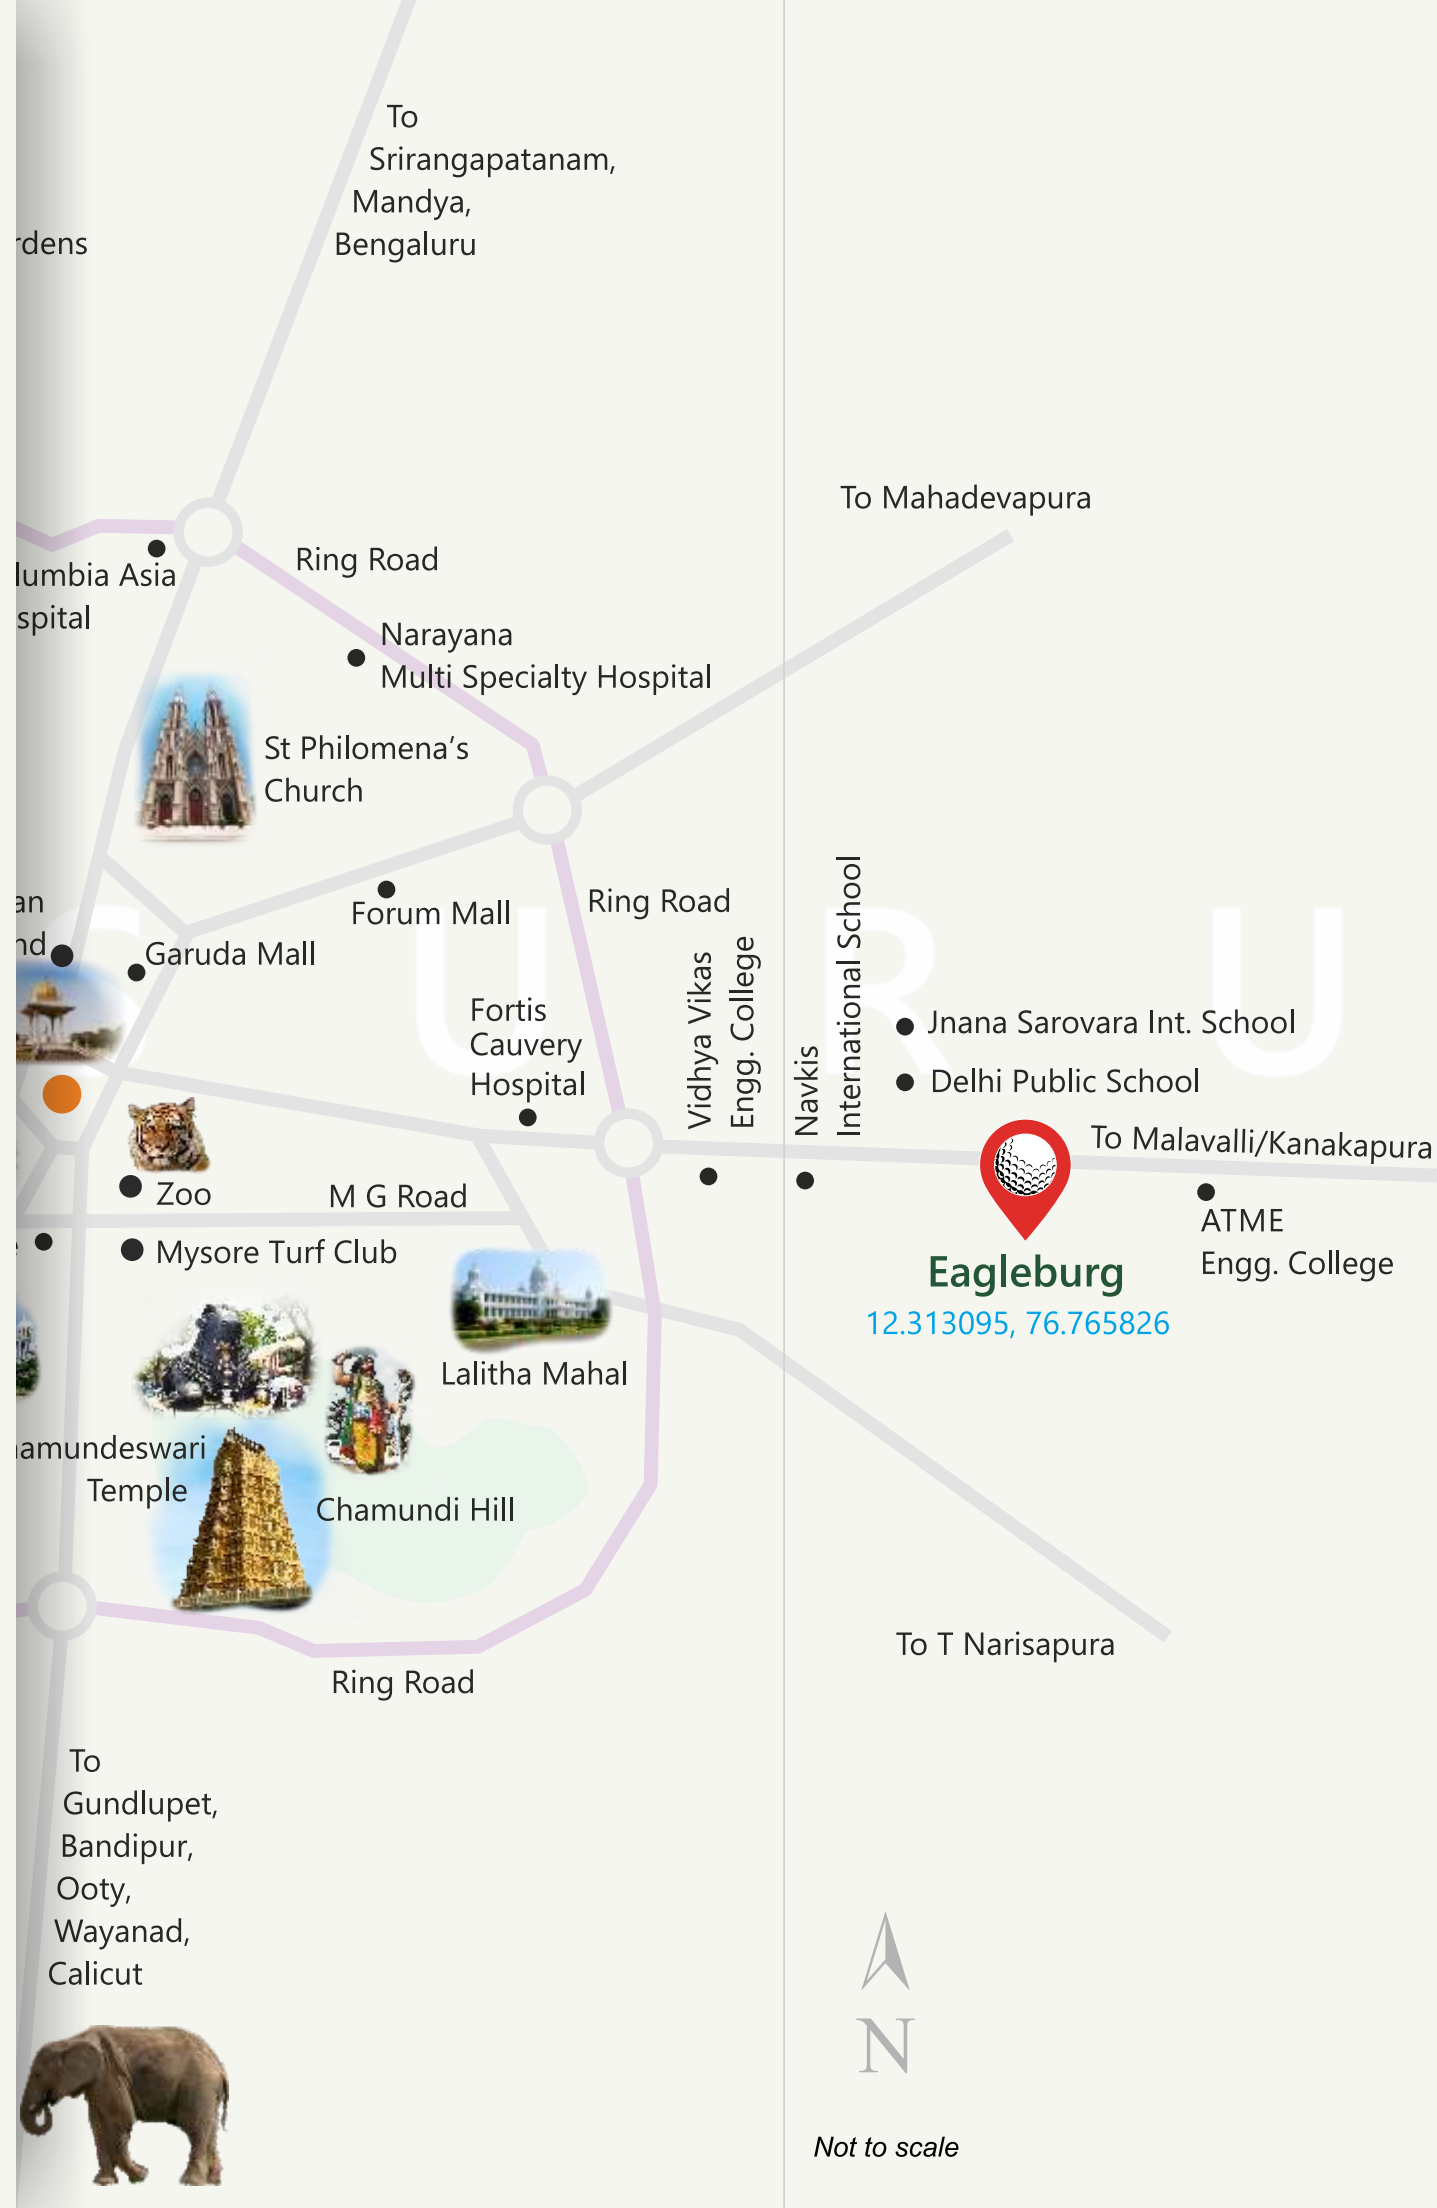 To
Srirangapatanam,
Mandya,
Bengaluru
rdens
To Mahadevapura
Ring Road
lumbia Asia
spital
Narayana
Multi Specialty Hospital
St Philomena’s
Church
an
nd
Forum Mall
Ring Road
Garuda Mall
S U R U
Fortis
Cauvery
Hospital
Vidhya Vikas
Engg. College
Navkis
International School
Jnana Sarovara Int. School
Delhi Public School
To Malavalli/Kanakapura
Zoo
M G Road
ATME
Engg. College
Mysore Turf Club
Eagleburg
12.313095, 76.765826
Lalitha Mahal
amundeswari
Temple
Chamundi Hill
To T Narisapura
Ring Road
To
Gundlupet,
Bandipur,
Ooty,
Wayanad,
Calicut
N
Not to scale